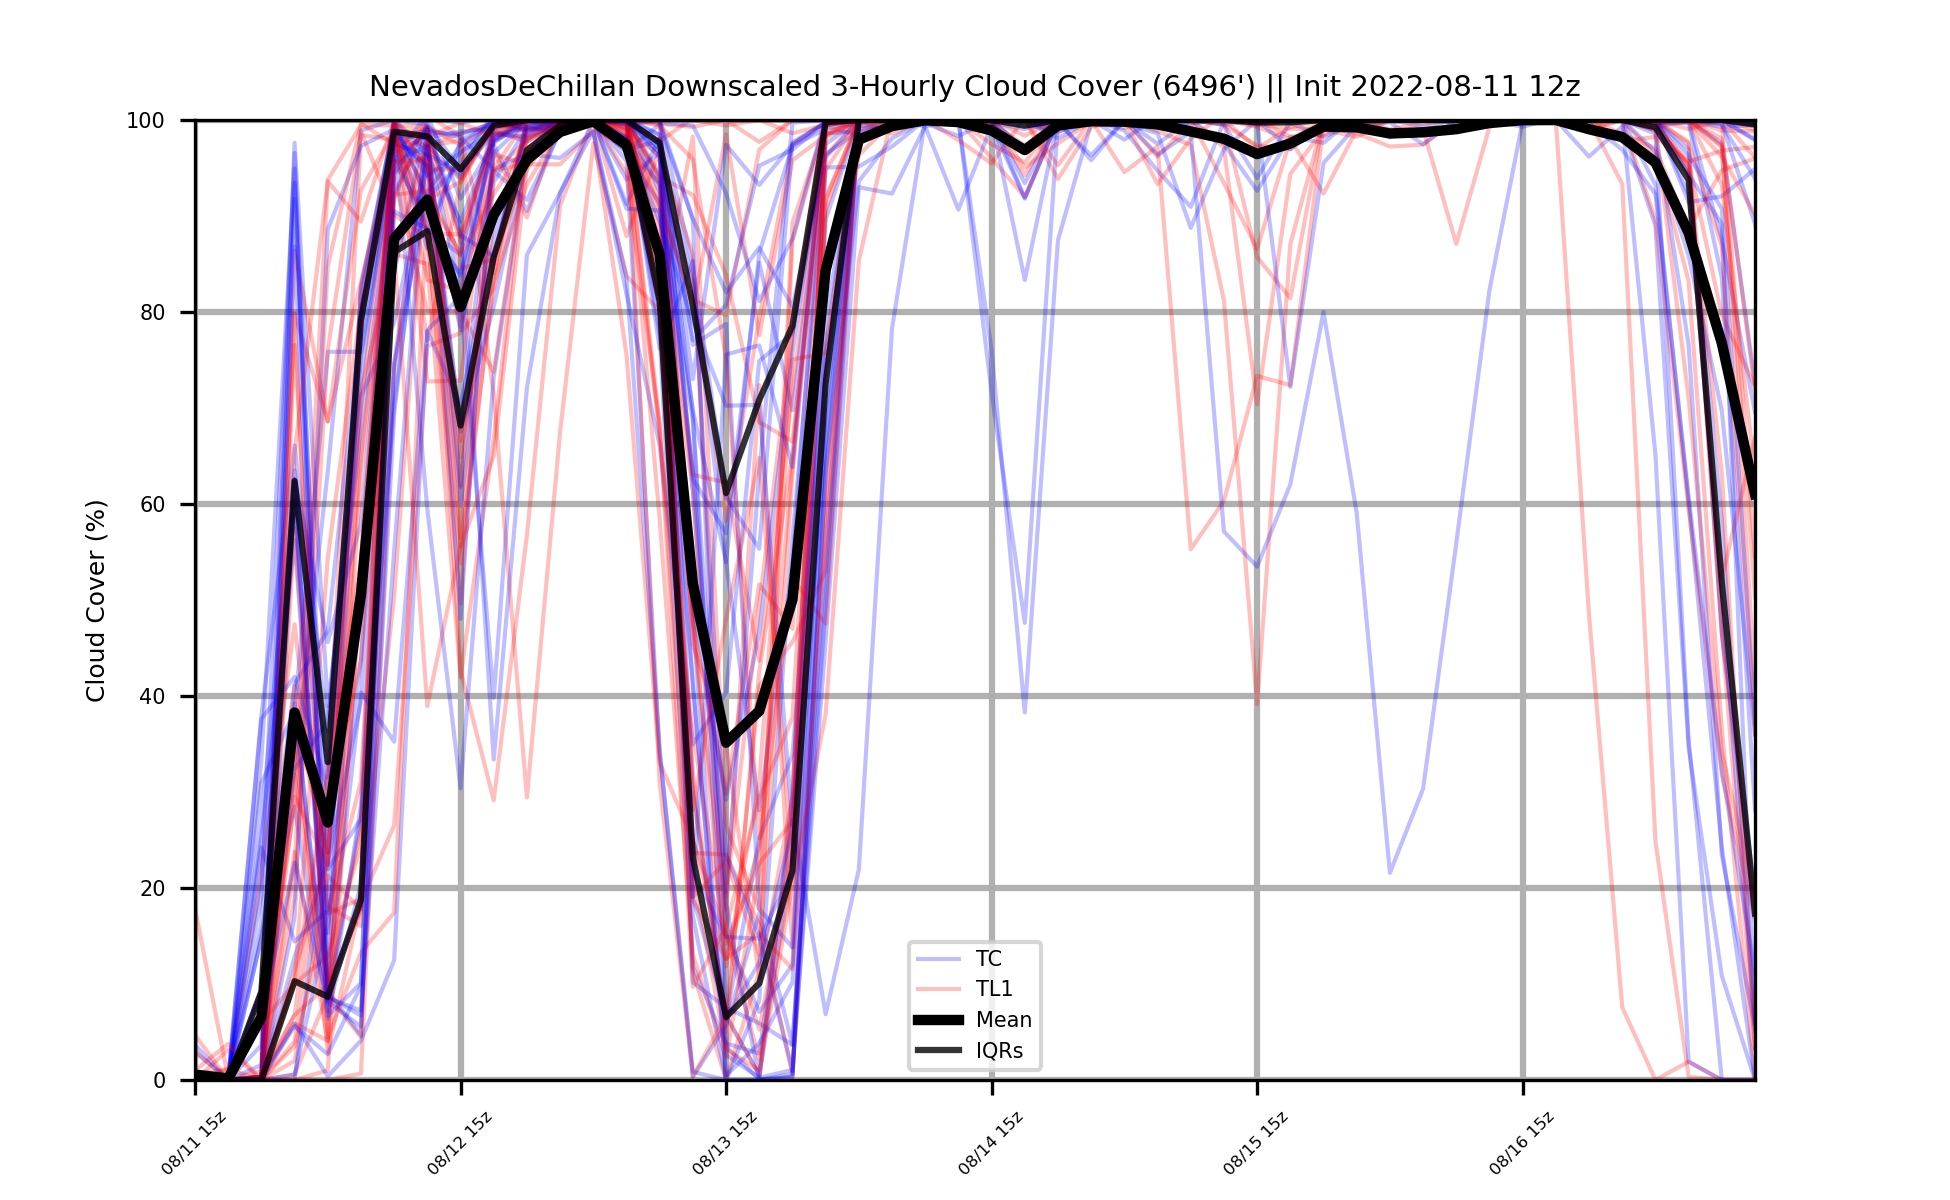 NevadosDeChillan Downscaled 3-Hourly Cloud Cover (6496') || Init 2022-08-11 12z
Cloud Cover (%)
100
80
60
40
20
0
TC
TL1
Mean
IQRs
08/11 15z
08/12 15z
08/13 15z
08/14 15z
08/15 15z
08/16 15z